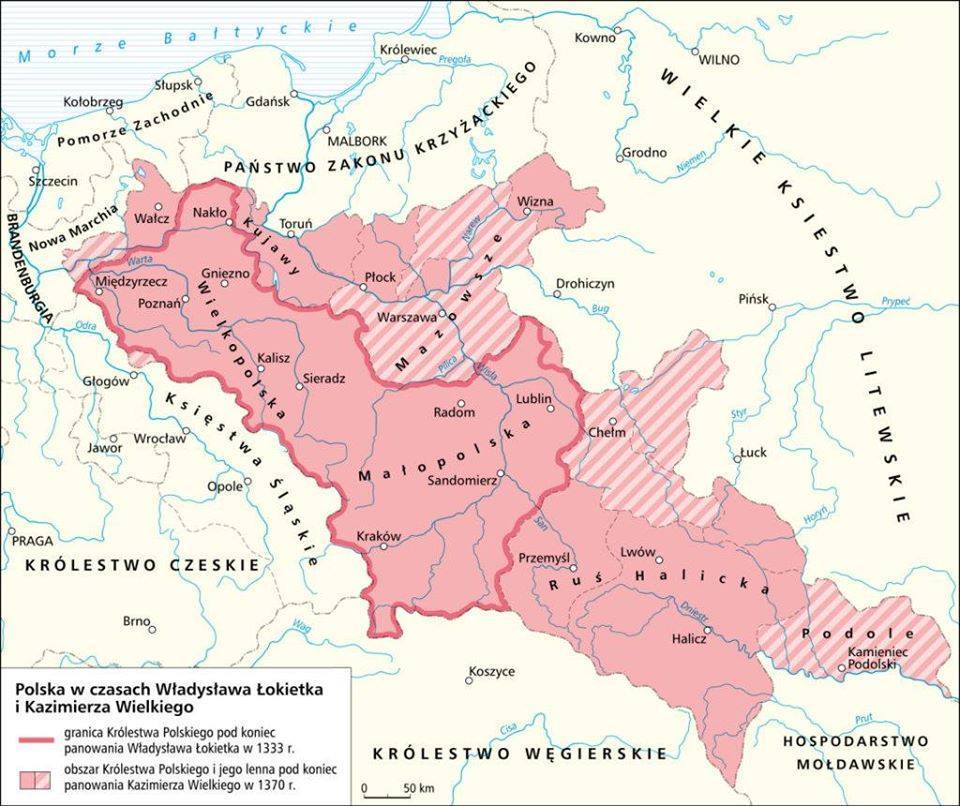 Morze Bałtyckie
Królewiec
Pregoła
Kowno
WILNO
WIELKIE KSIESTWO LITEWSKIE
Słupsk
Kołobrzeg
Gdańsk
Pomorze Zachodnie
MALBORK
PAŃSTWO ZAKONU KRZYŻACKIEGO
Grodno
Niemen
Szczecin
Nowa Marchia
BRANDENBURGIA
Wałcz
Nakło
Toruń
Kujawy
Wizna
Narew
Warta
Międzyrzecz
Gniezno
Poznań
Wielkopolska
Płock
Mazowsze
Warszawa
Drohiczyn
Bug
Pińsk
Prypeć
Odra
Pilica
Wisła
Głogów
Kalisz
Sieradz
Radom
Lublin
Księstwa Śląskie
Jawor
Wrocław
Opole
Małopolska
Sandomierz
Chełm
Styr
Łuck
Horyń
PRAGA
KRÓLESTWO CZESKIE
Kraków
San
Przemyśl
Lwów
Ruś Halicka
Dniestr
Halicz
Podole
Kamieniec
Podolski
Brno
Wag
Koszyce
Cisa
KRÓLESTWO WĘGIERSKIE
Prut
HOSPODARSTWO
MOŁDAWSKIE
Polska w czasach Władysława Łokietka
i Kazimierza Wielkiego
granica Królestwa Polskiego pod koniec
panowania Władysława Łokietka w 1333 r.
obszar Królestwa Polskiego i jego lenna pod koniec
panowania Kazimierza Wielkiego w 1370 r.
0 50 km